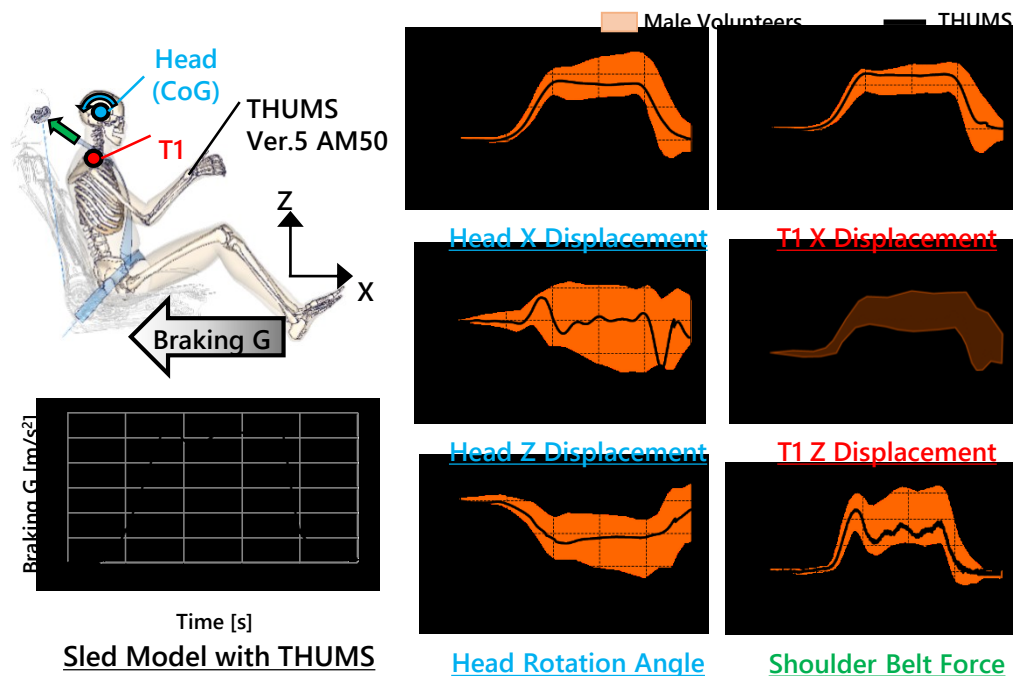 Male Volunteers
THUMS
Head
(CoG)
THUMS
Ver.5 AM50
T1
Z
X
Braking G
Head X Displacement
T1 X Displacement
Head Z Displacement
T1 Z Displacement
Braking G [m/s²]
Time [s]
Sled Model with THUMS
Head Rotation Angle
Shoulder Belt Force